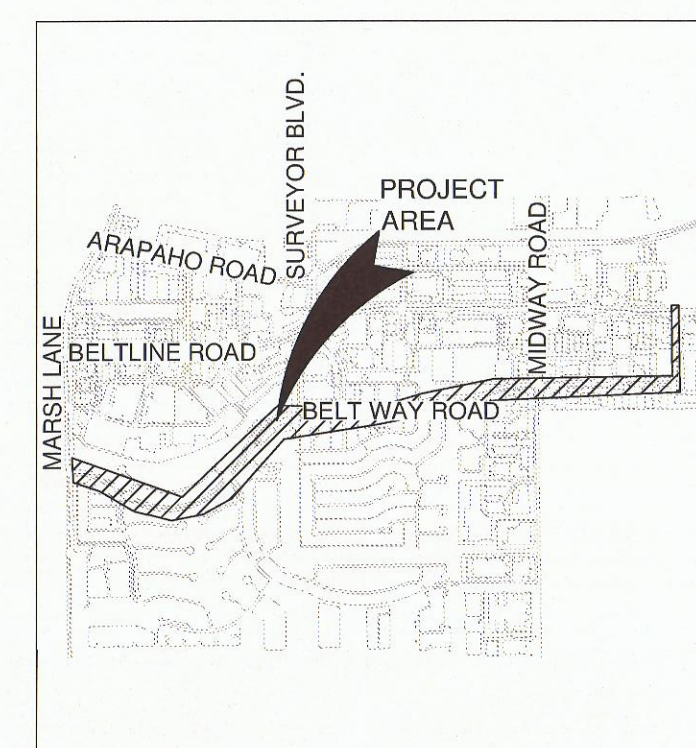 SURVEYOR BLVD.
PROJECT
AREA
MIDWAY ROAD
ARAPAHO ROAD
MARSH LANE
BELTLINE ROAD
BELT WAY ROAD